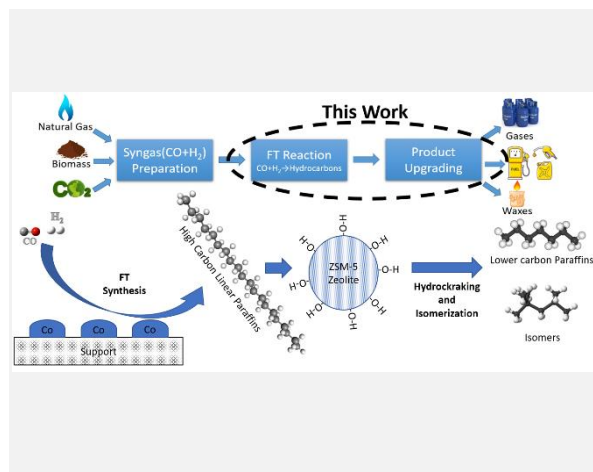 This Work
Natural Gas
Biomass
CO₂
Syngas(CO+H₂)
Preparation
FT Reaction
CO+H₂→Hydrocarbons
Product
Upgrading
Gases
FUEL
Waxes
H₂
CO
FT
Synthesis
Co
Co
Co
Support
High Carbon Linear Paraffins
ZSM-5
Zeolite
O-H
O-H
O-H
O-H
O-H
H-O
H-O
H-O
Hydrockraking
and
Isomerization
Lower carbon Paraffins
Isomers